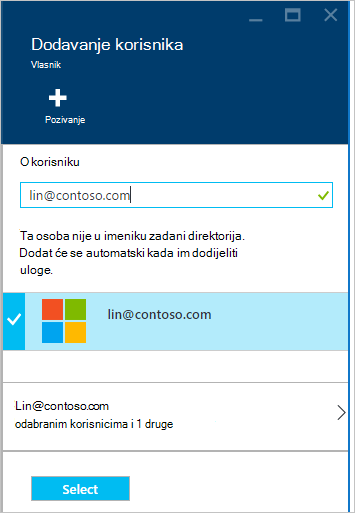 Dodavanje korisnika
Vlasnik
Pozivanje
O korisniku
lin@contoso.com
Ta osoba nije u imeniku zadani direktorija.
Dodat će se automatski kada im dodijeliti
uloge.
lin@contoso.com
Lin@contoso.com
odabranim korisnicima i 1 druge
Select